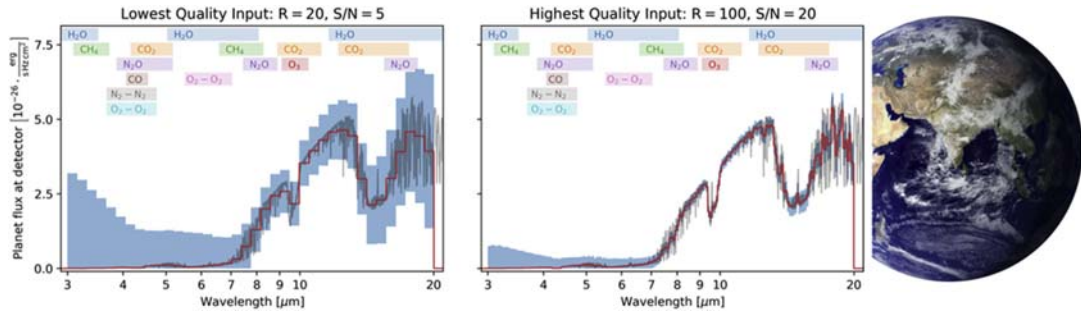 Lowest Quality Input: R = 20, S/N = 5
Planet flux at detector [10⁻²⁶ · erg / s Hz cm²]
7.5
5.0
2.5
0.0
H₂O H₂O H₂O
CH₄ CO₂ CH₄ CO₂ CO₂
N₂O N₂O O₃ N₂O
CO O₂ − O₂
N₂ − N₂
O₂ − O₂
3 4 5 6 7 8 9 10 20
Wavelength [μm]
Highest Quality Input: R = 100, S/N = 20
H₂O H₂O H₂O
CH₄ CO₂ CH₄ CO₂ CO₂
N₂O N₂O O₃ N₂O
CO O₂ − O₂
N₂ − N₂
O₂ − O₂
3 4 5 6 7 8 9 10 20
Wavelength [μm]